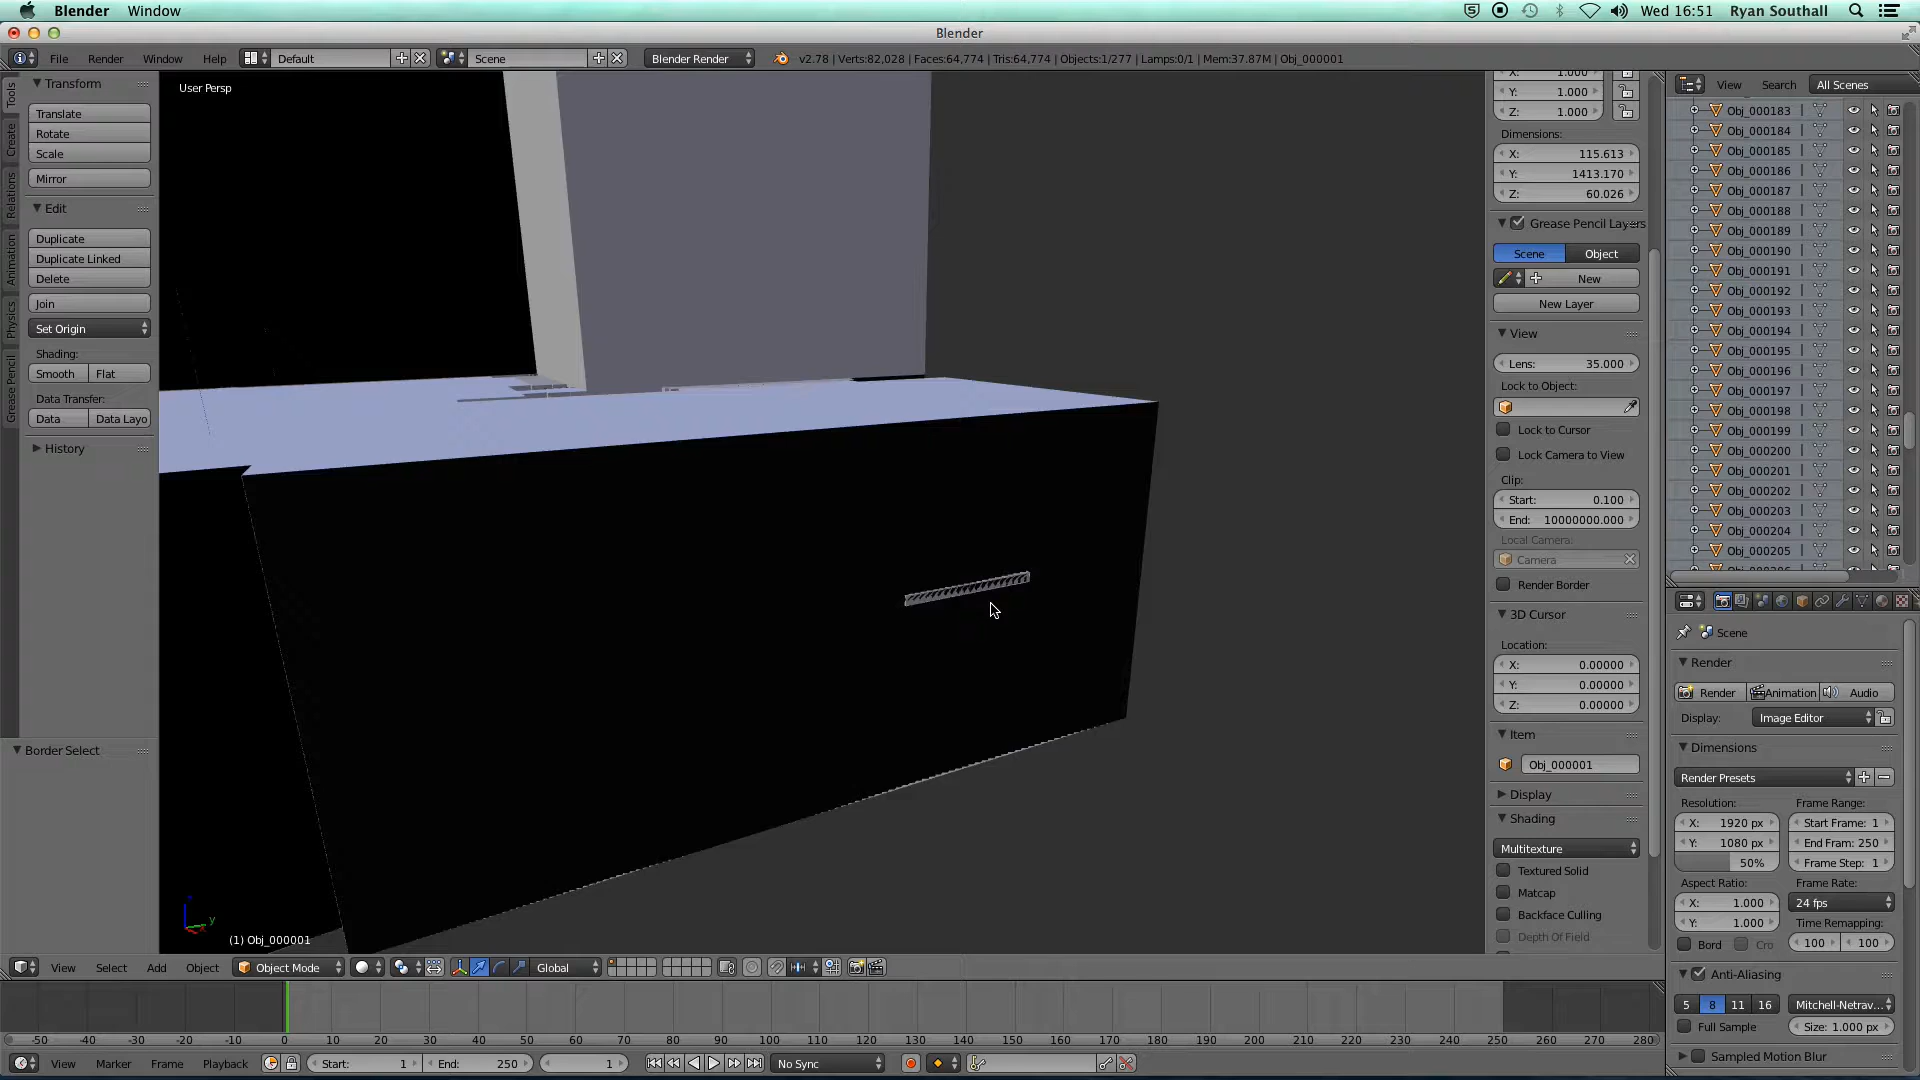 Blender Window Wed 16:51 Ryan Southall
Blender
File Render Window Help Default Scene Blender Render v2.78 | Verts:82,028 | Faces:64,774 | Tris:64,774 | Objects:1/277 | Lamps:0/1 | Mem:37.87M | Obj_000001
Tools
Create
Relations
Animation
Physics
Grease Pencil
Transform
Translate
Rotate
Scale
Mirror
Edit
Duplicate
Duplicate Linked
Delete
Join
Set Origin
Shading:
Smooth Flat
Data Transfer:
Data Data Layo
History
Border Select
User Persp
(1) Obj_000001
z
y
X: 1.000
Y: 1.000
Z: 1.000
Dimensions:
X: 115.613
Y: 1413.170
Z: 60.026
Grease Pencil Layers
Scene Object
New
New Layer
View
Lens: 35.000
Lock to Object:
Lock to Cursor
Lock Camera to View
Clip:
Start: 0.100
End: 10000000.000
Local Camera:
Camera
Render Border
3D Cursor
Location:
X: 0.00000
Y: 0.00000
Z: 0.00000
Item
Obj_000001
Display
Shading
Multitexture
Textured Solid
Matcap
Backface Culling
Depth Of Field
View Search All Scenes
Obj_000183
Obj_000184
Obj_000185
Obj_000186
Obj_000187
Obj_000188
Obj_000189
Obj_000190
Obj_000191
Obj_000192
Obj_000193
Obj_000194
Obj_000195
Obj_000196
Obj_000197
Obj_000198
Obj_000199
Obj_000200
Obj_000201
Obj_000202
Obj_000203
Obj_000204
Obj_000205
Scene
Render
Render Animation Audio
Display: Image Editor
Dimensions
Render Presets
Resolution: Frame Range:
X: 1920 px Start Frame: 1
Y: 1080 px End Fram: 250
50% Frame Step: 1
Aspect Ratio: Frame Rate:
X: 1.000 24 fps
Y: 1.000 Time Remapping:
Bord Cro 100 100
Anti-Aliasing
5 8 11 16 Mitchell-Netrav...
Full Sample Size: 1.000 px
Sampled Motion Blur
View Select Add Object Object Mode Global
-50 -40 -30 -20 -10 0 10 20 30 40 50 60 70 80 90 100 110 120 130 140 150 160 170 180 190 200 210 220 230 240 250 260 270 280
View Marker Frame Playback Start: 1 End: 250 1 No Sync